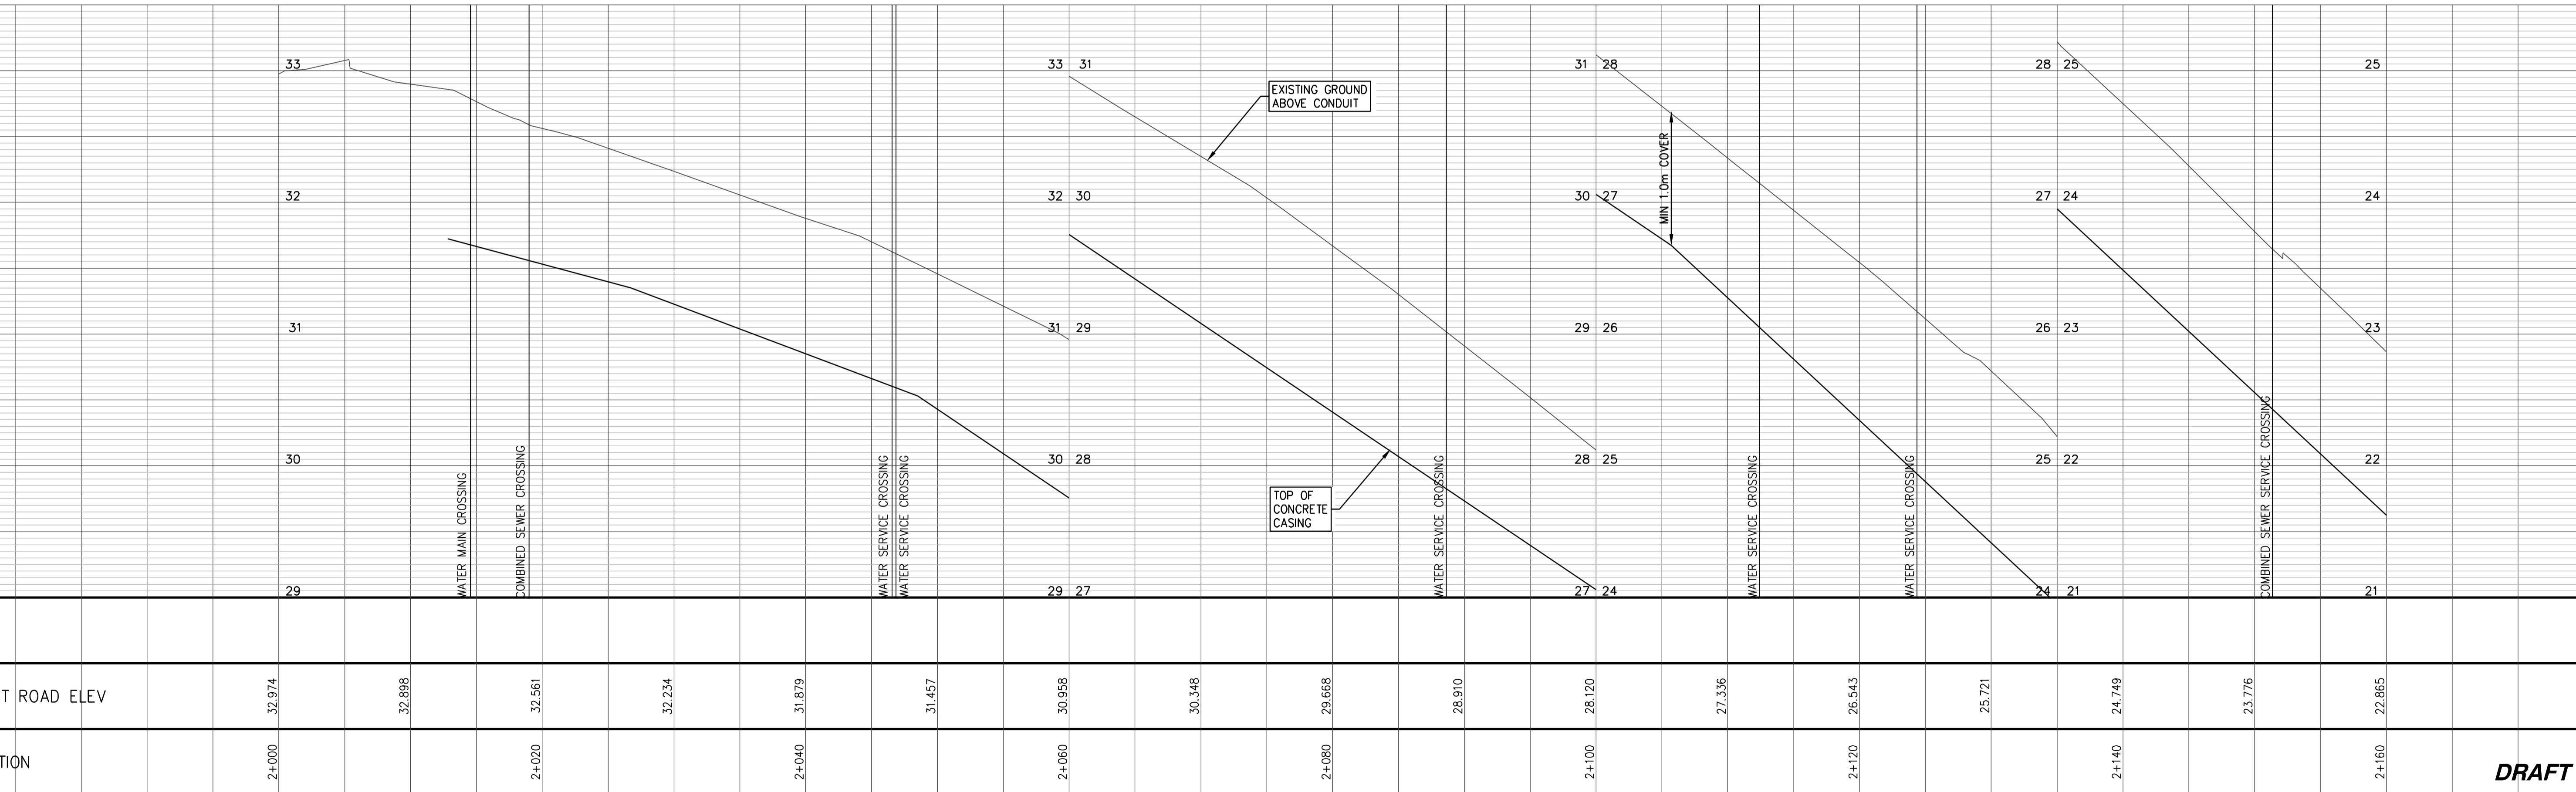 33 33 31 31 28 28 25 25
EXISTING GROUND
ABOVE CONDUIT
MIN 1.0m COVER
32 32 30 30 27 27 24 24
31 31 29 29 26 26 23 23
30 30 28 28 25 25 22 22
WATER MAIN CROSSING
COMBINED SEWER CROSSING
WATER SERVICE CROSSING
WATER SERVICE CROSSING
TOP OF
CONCRETE
CASING
WATER SERVICE CROSSING
WATER SERVICE CROSSING
WATER SERVICE CROSSING
COMBINED SEWER SERVICE CROSSING
29 29 27 27 24 24 21 21
T ROAD ELEV
32.974 32.898 32.561 32.234 31.879 31.457 30.958 30.348 29.668 28.910 28.120 27.336 26.543 25.721 24.749 23.776 22.865
TION
2+000 2+020 2+040 2+060 2+080 2+100 2+120 2+140 2+160
DRAFT